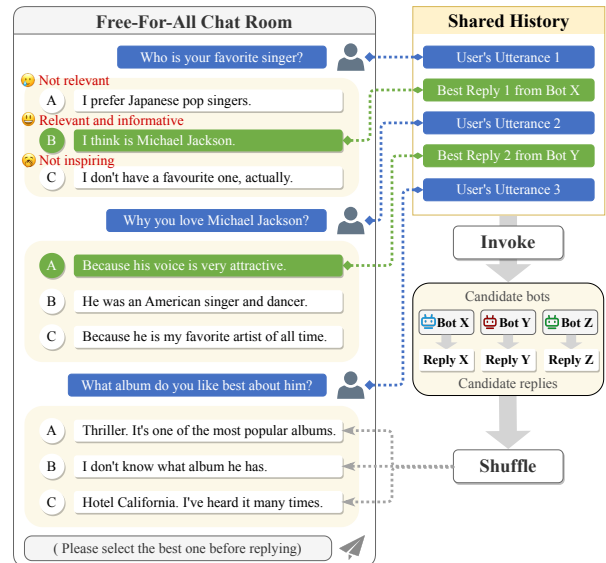 Free-For-All Chat Room
Who is your favorite singer?
Not relevant
A I prefer Japanese pop singers.
Relevant and informative
B I think is Michael Jackson.
Not inspiring
C I don't have a favourite one, actually.
Why you love Michael Jackson?
A Because his voice is very attractive.
B He was an American singer and dancer.
C Because he is my favorite artist of all time.
What album do you like best about him?
A Thriller. It's one of the most popular albums.
B I don't know what album he has.
C Hotel California. I've heard it many times.
( Please select the best one before replying)
Shared History
User's Utterance 1
Best Reply 1 from Bot X
User's Utterance 2
Best Reply 2 from Bot Y
User's Utterance 3
Invoke
Candidate bots
Bot X Bot Y Bot Z
Reply X Reply Y Reply Z
Candidate replies
Shuffle